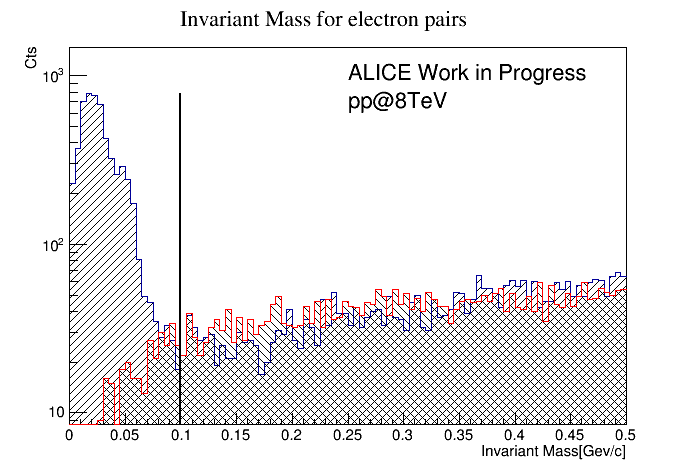 Invariant Mass for electron pairs
Cts
ALICE Work in Progress
pp@8TeV
10³
10²
10
0 0.05 0.1 0.15 0.2 0.25 0.3 0.35 0.4 0.45 0.5
Invariant Mass[Gev/c]